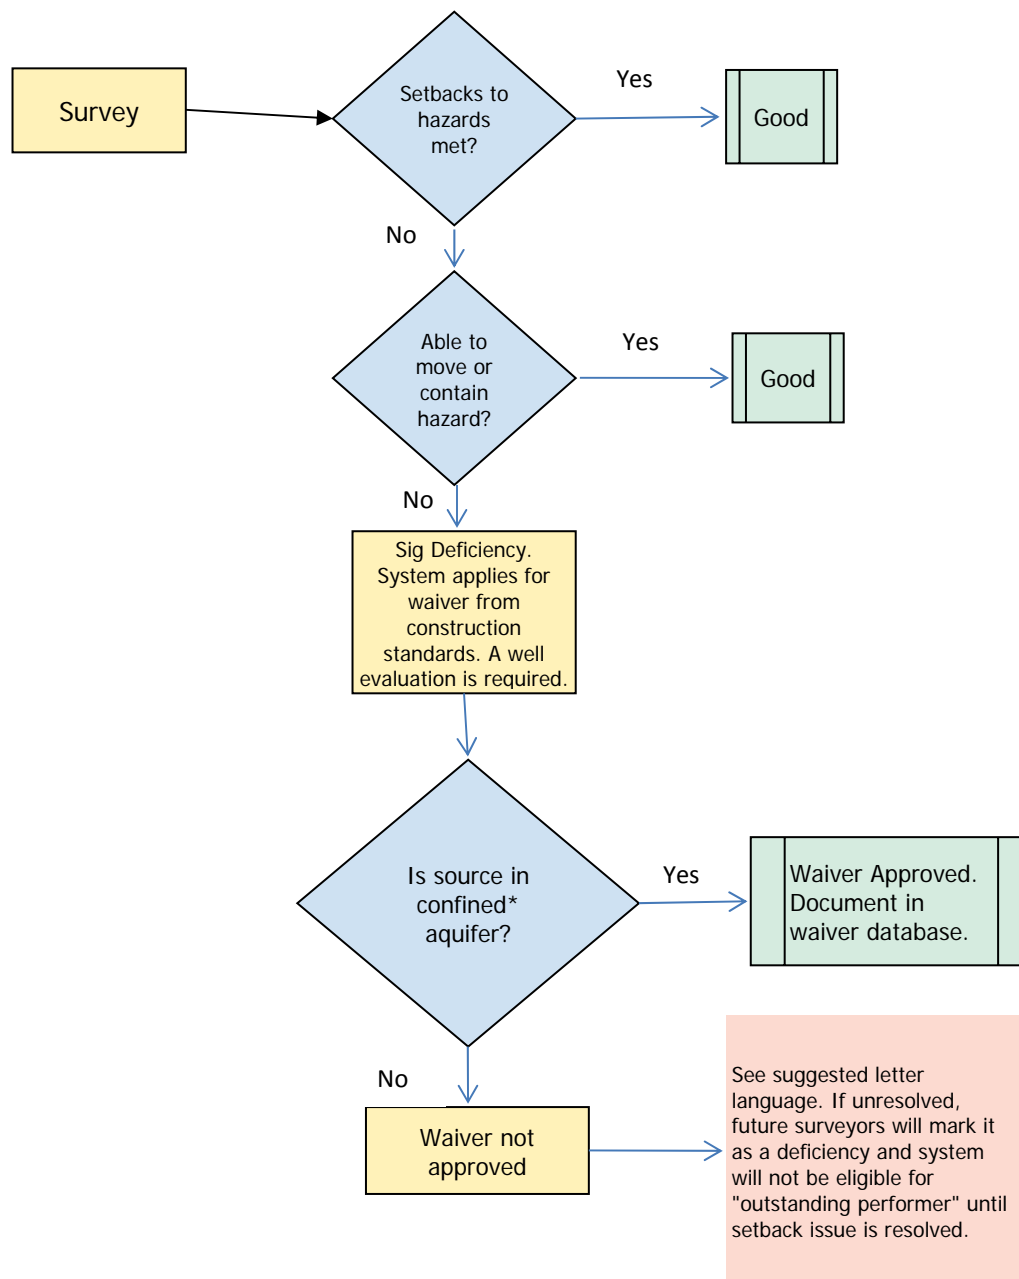 Survey
Setbacks to
hazards
met?
Yes
Good
No
Able to
move or
contain
hazard?
Yes
Good
No
Sig Deficiency.
System applies for
waiver from
construction
standards. A well
evaluation is required.
Is source in
confined*
aquifer?
Yes
Waiver Approved.
Document in
waiver database.
No
Waiver not
approved
See suggested letter
language. If unresolved,
future surveyors will mark it
as a deficiency and system
will not be eligible for
"outstanding performer" until
setback issue is resolved.